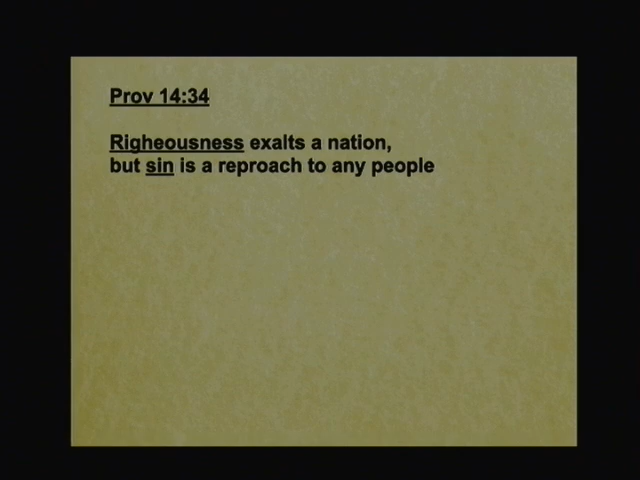 Prov 14:34
Righeousness exalts a nation,
but sin is a reproach to any people